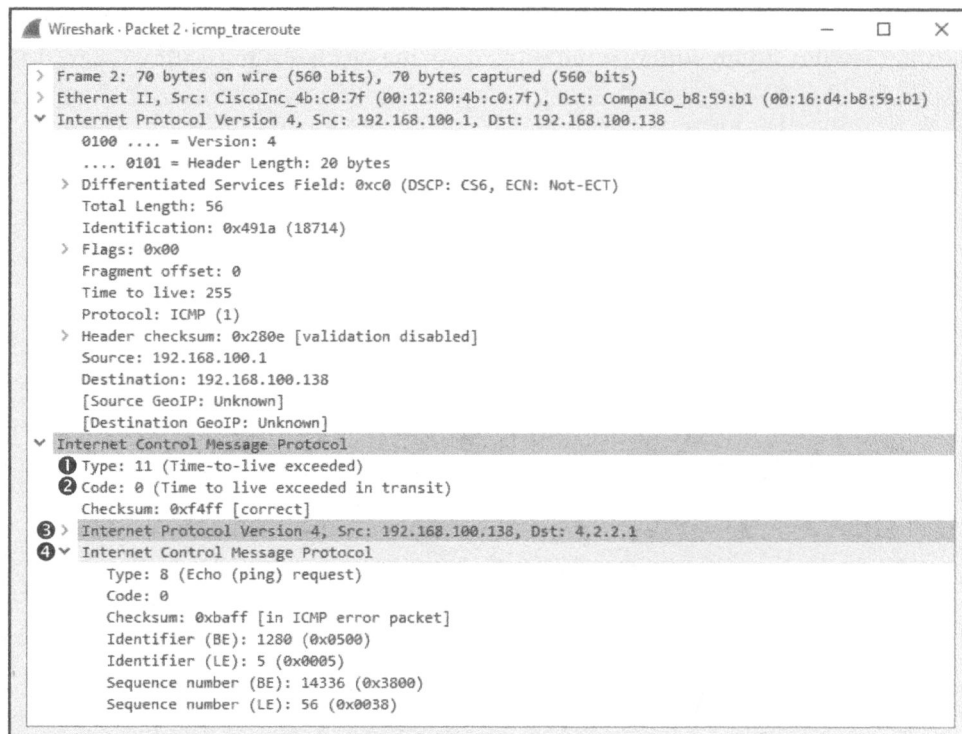 Wireshark · Packet 2 · icmp_traceroute
> Frame 2: 70 bytes on wire (560 bits), 70 bytes captured (560 bits)
> Ethernet II, Src: CiscoInc_4b:c0:7f (00:12:80:4b:c0:7f), Dst: CompalCo_b8:59:b1 (00:16:d4:b8:59:b1)
Internet Protocol Version 4, Src: 192.168.100.1, Dst: 192.168.100.138
0100 .... = Version: 4
.... 0101 = Header Length: 20 bytes
> Differentiated Services Field: 0xc0 (DSCP: CS6, ECN: Not-ECT)
Total Length: 56
Identification: 0x491a (18714)
> Flags: 0x00
Fragment offset: 0
Time to live: 255
Protocol: ICMP (1)
> Header checksum: 0x280e [validation disabled]
Source: 192.168.100.1
Destination: 192.168.100.138
[Source GeoIP: Unknown]
[Destination GeoIP: Unknown]
Internet Control Message Protocol
❶ Type: 11 (Time-to-live exceeded)
❷ Code: 0 (Time to live exceeded in transit)
Checksum: 0xf4ff [correct]
❸ > Internet Protocol Version 4, Src: 192.168.100.138, Dst: 4.2.2.1
❹ Internet Control Message Protocol
Type: 8 (Echo (ping) request)
Code: 0
Checksum: 0xbaff [in ICMP error packet]
Identifier (BE): 1280 (0x0500)
Identifier (LE): 5 (0x0005)
Sequence number (BE): 14336 (0x3800)
Sequence number (LE): 56 (0x0038)